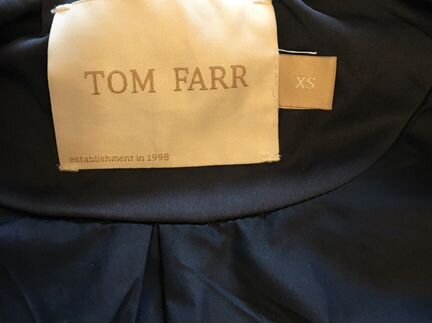 TOM FARR
XS
establishment in 1998